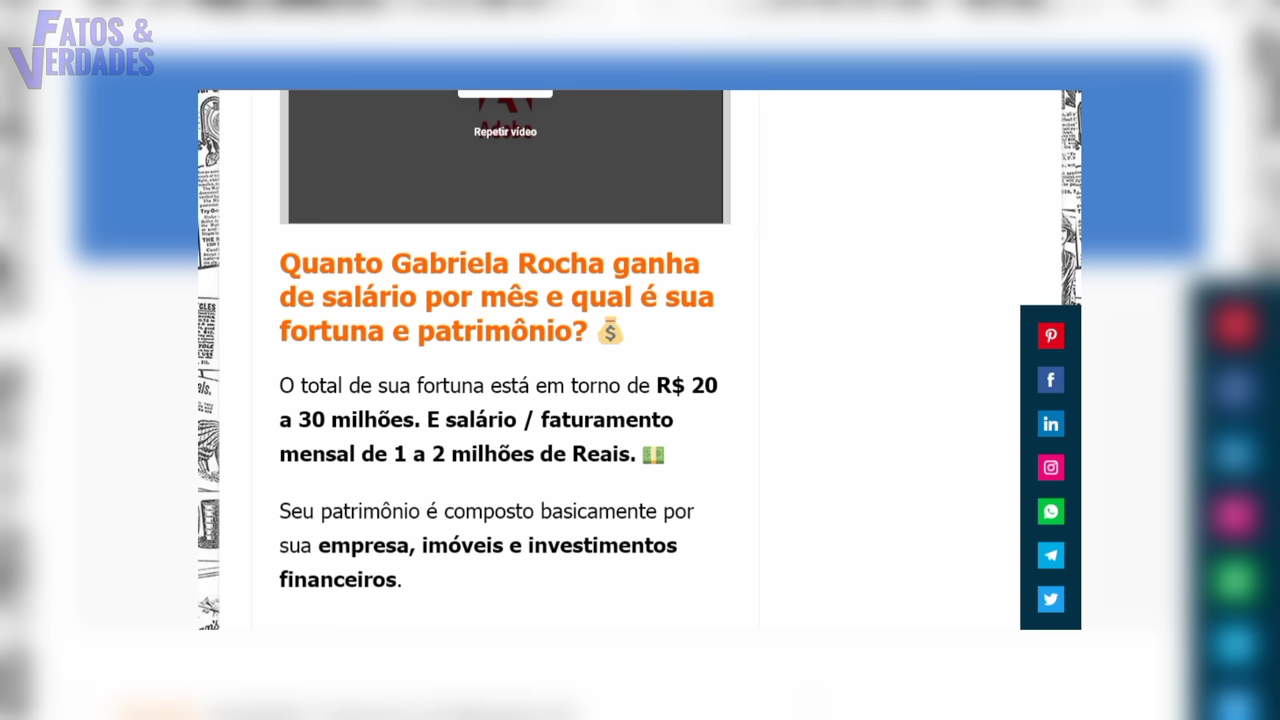 FATOS &
VERDADES
Adobe
Repetir vídeo
Quanto Gabriela Rocha ganha
de salário por mês e qual é sua
fortuna e patrimônio? 💰
O total de sua fortuna está em torno de R$ 20
a 30 milhões. E salário / faturamento
mensal de 1 a 2 milhões de Reais. 💵
Seu patrimônio é composto basicamente por
sua empresa, imóveis e investimentos
financeiros.